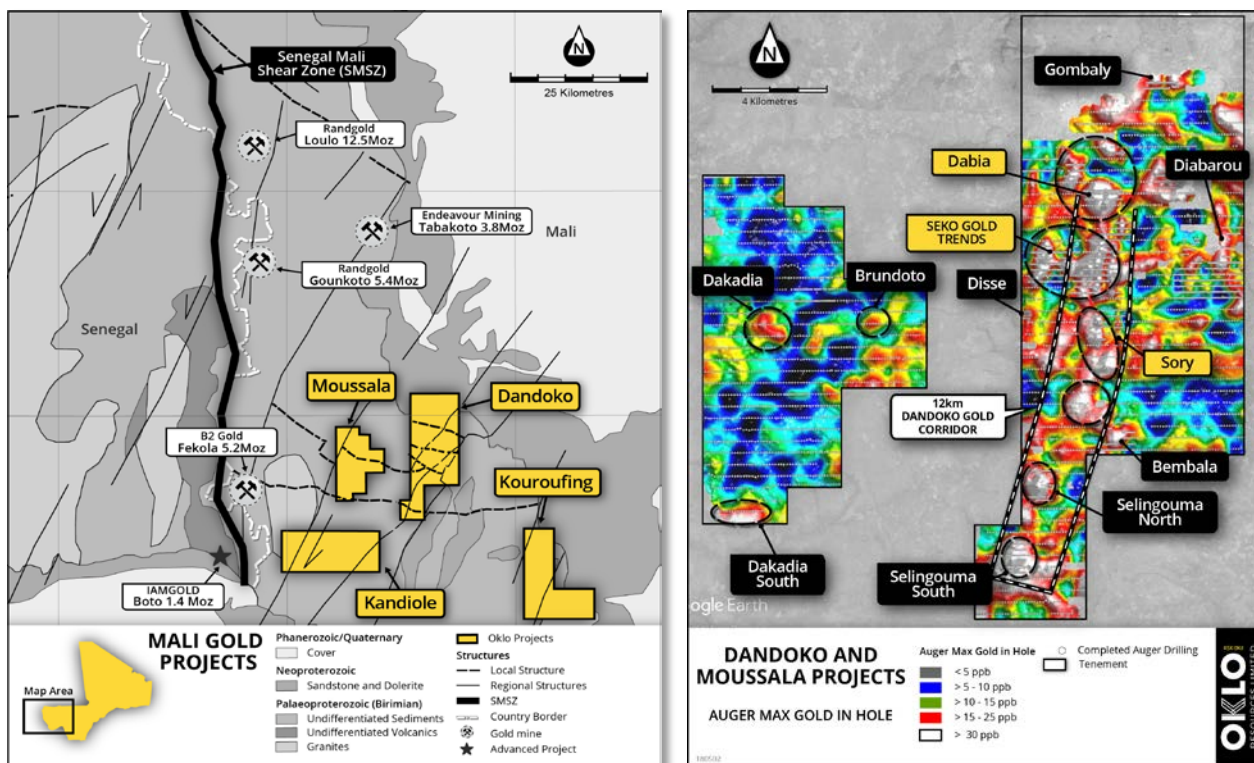 Senegal Mali
Shear Zone (SMSZ)
N
25 Kilometres
Randgold
Loulo 12.5Moz
Endeavour Mining
Tabakoto 3.8Moz
Mali
Randgold
Gounkoto 5.4Moz
Senegal
Moussala
Dandoko
B2 Gold
Fekola 5.2Moz
Kouroufing
IAMGOLD
Boto 1.4 Moz
Kandiole
MALI GOLD
PROJECTS
Map Area
Phanerozoic/Quaternary
Cover
Neoproterozoic
Sandstone and Dolerite
Palaeoproterozoic (Birimian)
Undifferentiated Sediments
Undifferentiated Volcanics
Granites
Oklo Projects
Structures
Local Structure
Regional Structures
SMSZ
Country Border
Gold mine
Advanced Project
N
4 Kilometres
Gombaly
Dabia
Diabarou
SEKO GOLD
TRENDS
Dakadia
Brundoto
Disse
Sory
12km
DANDOKO GOLD
CORRIDOR
Bembala
Selingouma
North
Dakadia
South
Selingouma
South
ogle Earth
DANDOKO AND
MOUSSALA PROJECTS
AUGER MAX GOLD IN HOLE
Auger Max Gold in Hole
< 5 ppb
> 5 - 10 ppb
> 10 - 15 ppb
> 15 - 25 ppb
> 30 ppb
Completed Auger Drilling
Tenement
OKLO
RESOURCES LIMITED